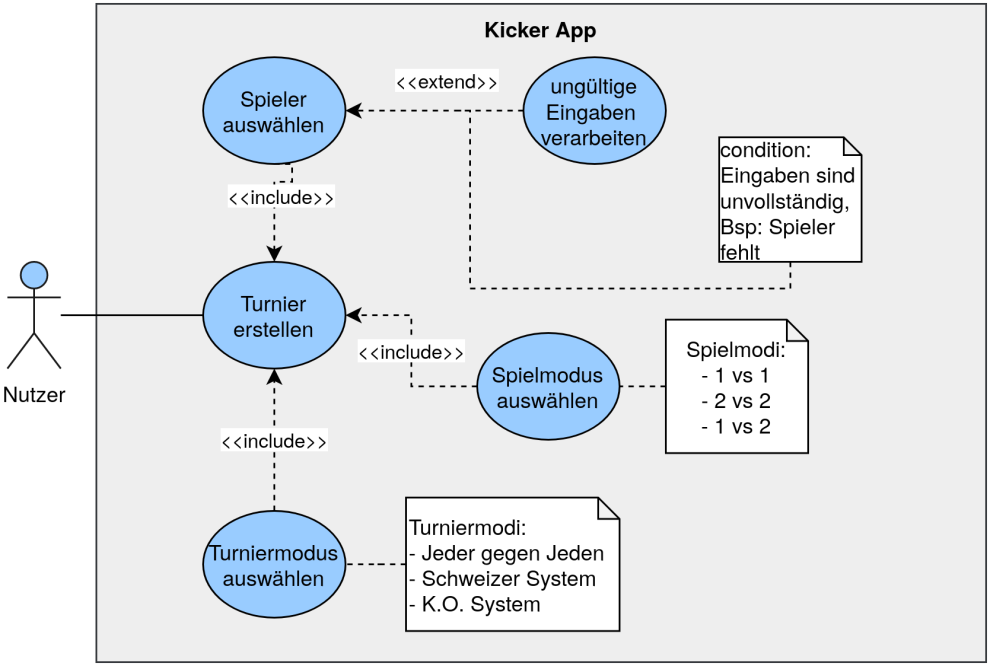 Kicker App
Spieler
auswählen
<<extend>>
ungültige
Eingaben
verarbeiten
condition:
Eingaben sind
unvollständig,
Bsp: Spieler
fehlt
<<include>>
Nutzer
Turnier
erstellen
<<include>>
Spielmodus
auswählen
Spielmodi:
- 1 vs 1
- 2 vs 2
- 1 vs 2
<<include>>
Turniermodus
auswählen
Turniermodi:
- Jeder gegen Jeden
- Schweizer System
- K.O. System